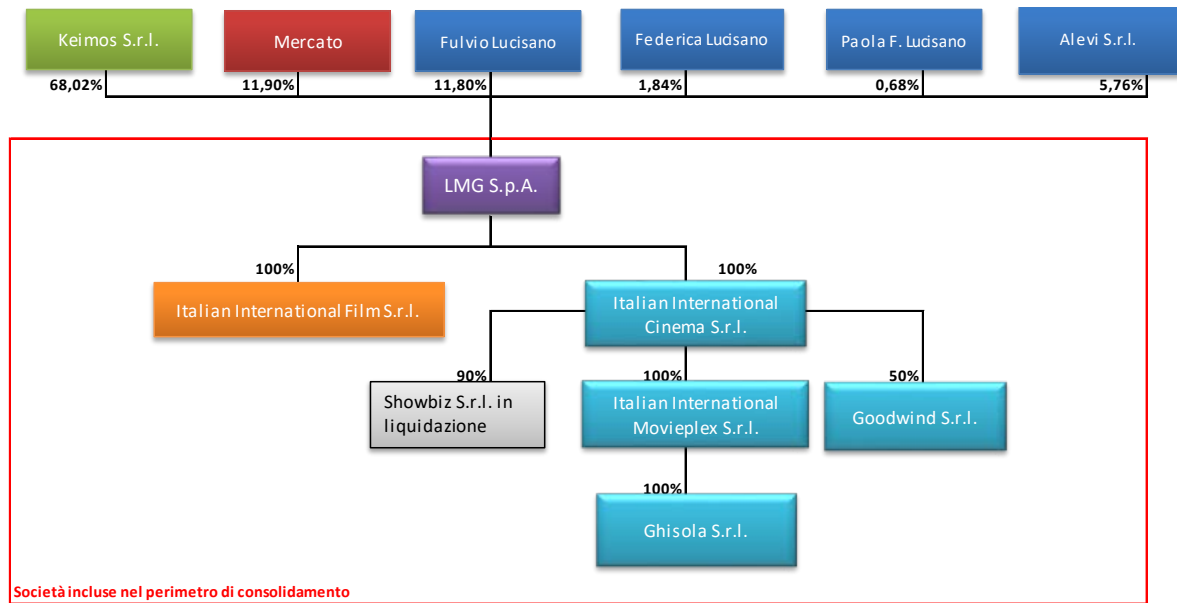 Keimos S.r.l.
Mercato
Fulvio Lucisano
Federica Lucisano
Paola F. Lucisano
Alevi S.r.l.
68,02%
11,90%
11,80%
1,84%
0,68%
5,76%
LMG S.p.A.
100%
100%
Italian International Film S.r.l.
Italian International
Cinema S.r.l.
90%
100%
50%
Showbiz S.r.l. in
liquidazione
Italian International
Movieplex S.r.l.
Goodwind S.r.l.
100%
Ghisola S.r.l.
Società incluse nel perimetro di consolidamento